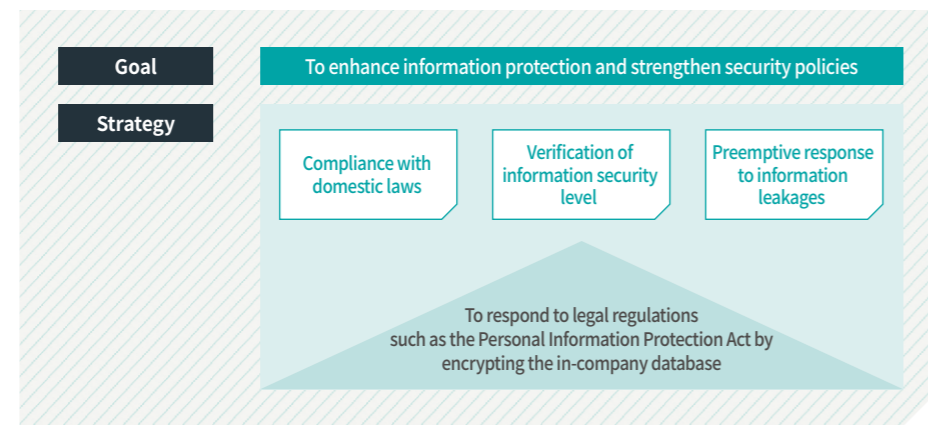 Goal
To enhance information protection and strengthen security policies
Strategy
Compliance with
domestic laws
Verification of
information security
level
Preemptive response
to information
leakages
To respond to legal regulations
such as the Personal Information Protection Act by
encrypting the in-company database